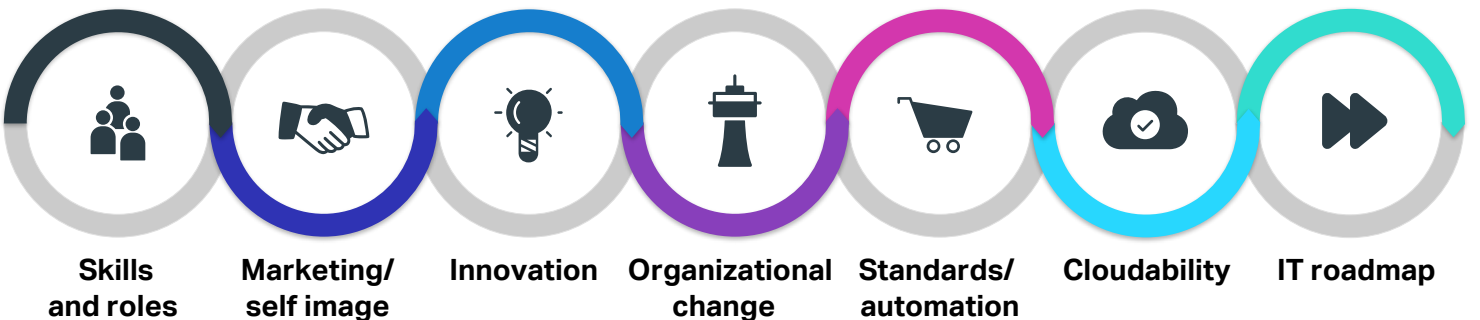 Skills
and roles
Marketing/
self image
Innovation
Organizational
change
Standards/
automation
Cloudability
IT roadmap